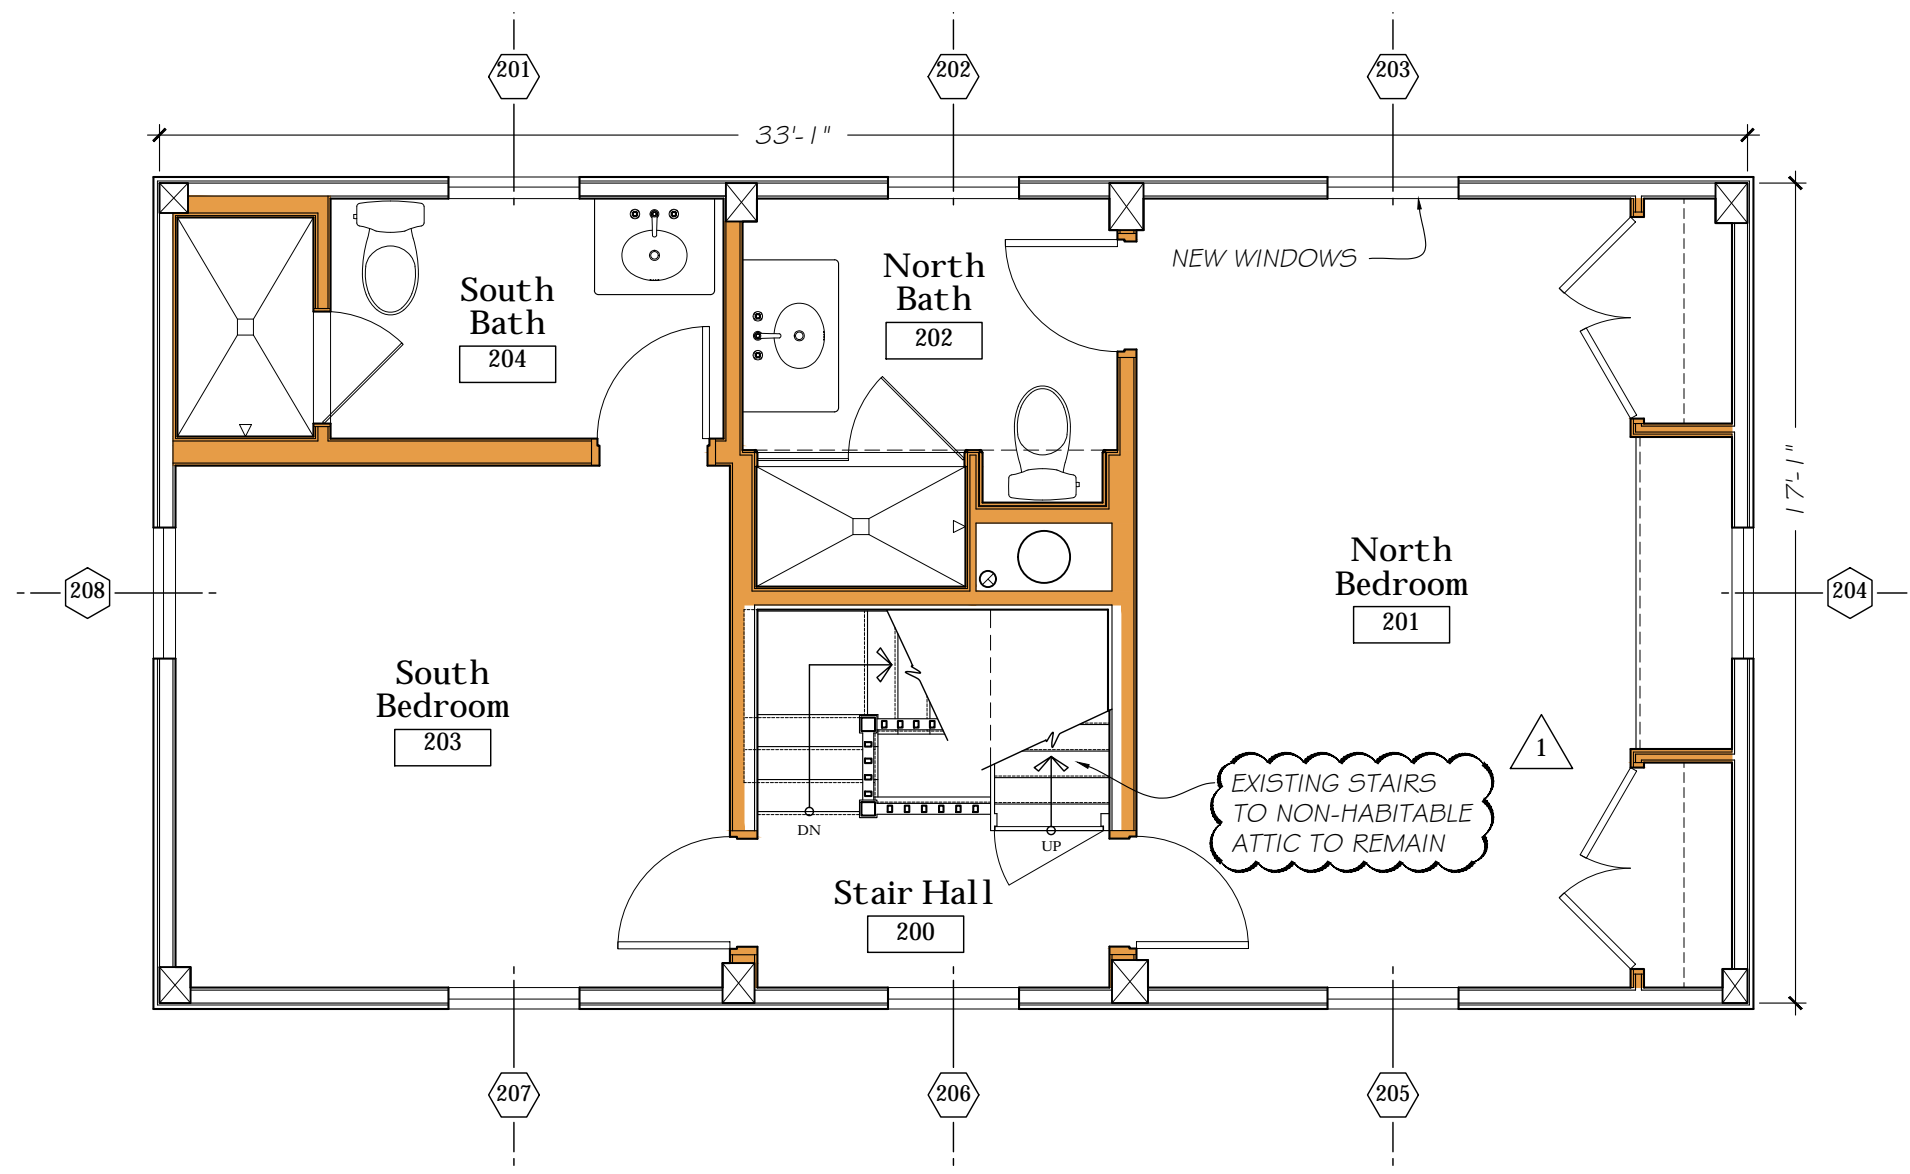 201
202
203
33'-1"
NEW WINDOWS
North
Bath
202
South
Bath
204
17'-1"
North
Bedroom
201
208
204
South
Bedroom
203
1
EXISTING STAIRS
TO NON-HABITABLE
ATTIC TO REMAIN
DN
UP
Stair Hall
200
207
206
205